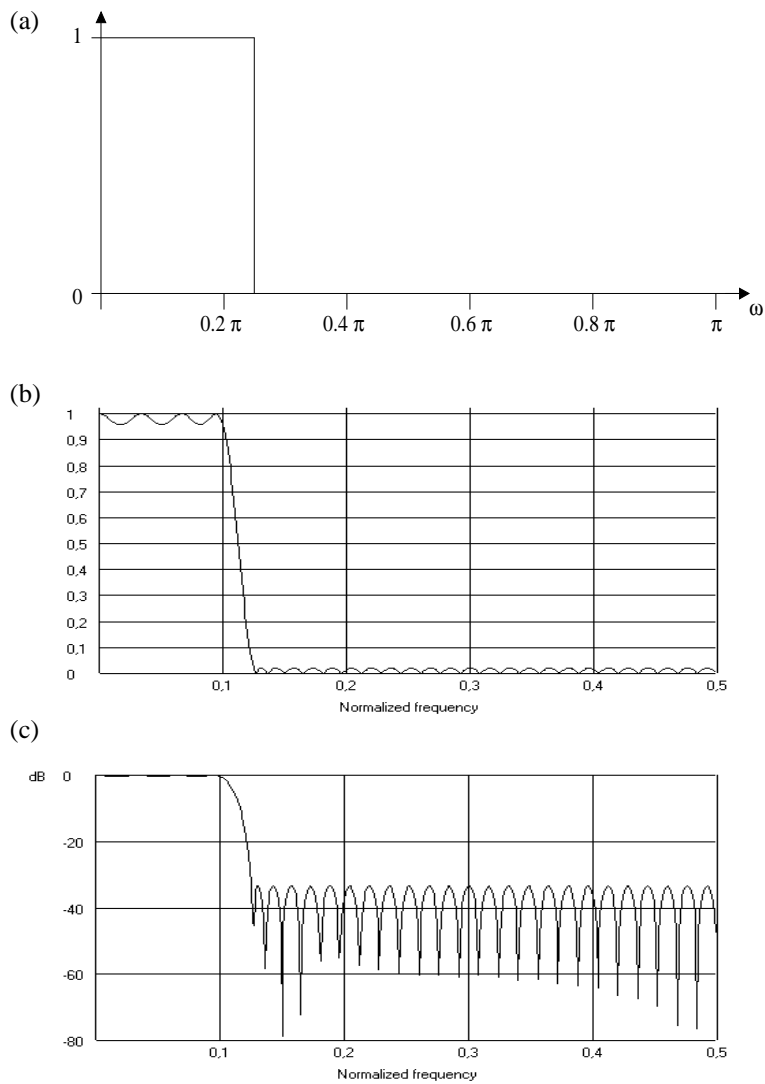 (a)
1
0
0.2 π 0.4 π 0.6 π 0.8 π π ω
(b)
1
0,9
0,8
0,7
0,6
0,5
0,4
0,3
0,2
0,1
0
0,1 0,2 0,3 0,4 0,5
Normalized frequency
(c)
dB 0
-20
-40
-60
-80
0,1 0,2 0,3 0,4 0,5
Normalized frequency